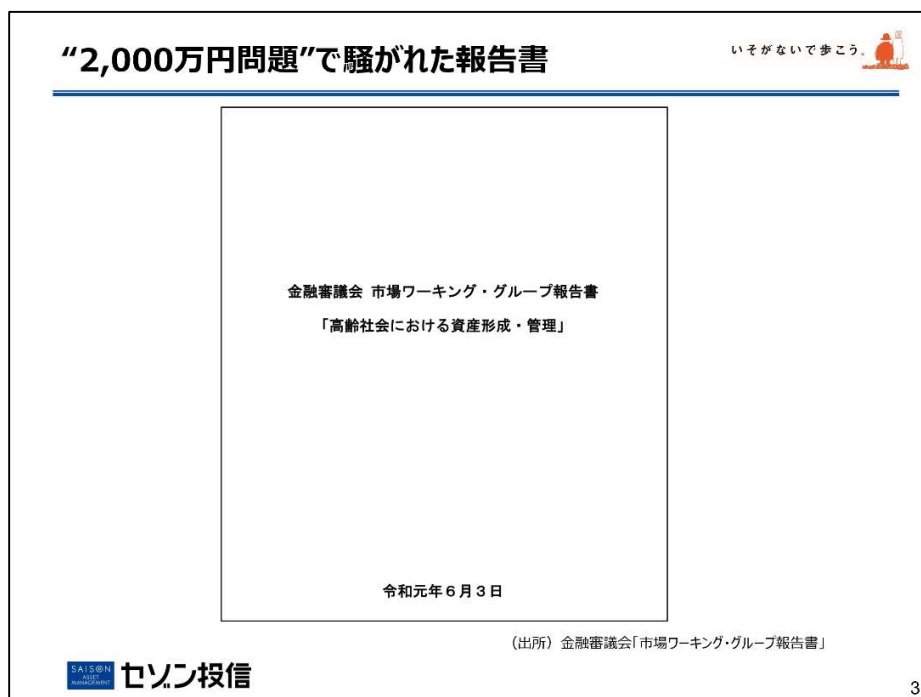 “2,000万円問題”で騒がれた報告書
いそがないで歩こう。
金融審議会 市場ワーキング・グループ報告書
「高齢社会における資産形成・管理」
令和元年6月3日
（出所）金融審議会「市場ワーキング・グループ報告書」
SAISON
ASSET
MANAGEMENT
セゾン投信
3